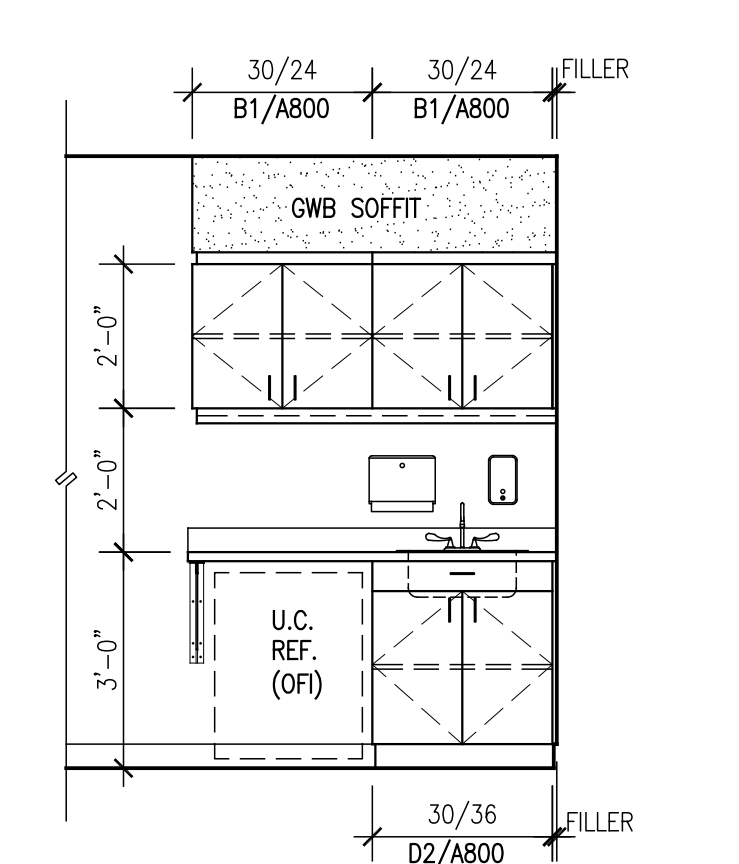 30/24 30/24 FILLER
B1/A800 B1/A800
GWB SOFFIT
2'-0"
2'-0"
3'-0"
U.C.
REF.
(OFI)
30/36 FILLER
D2/A800